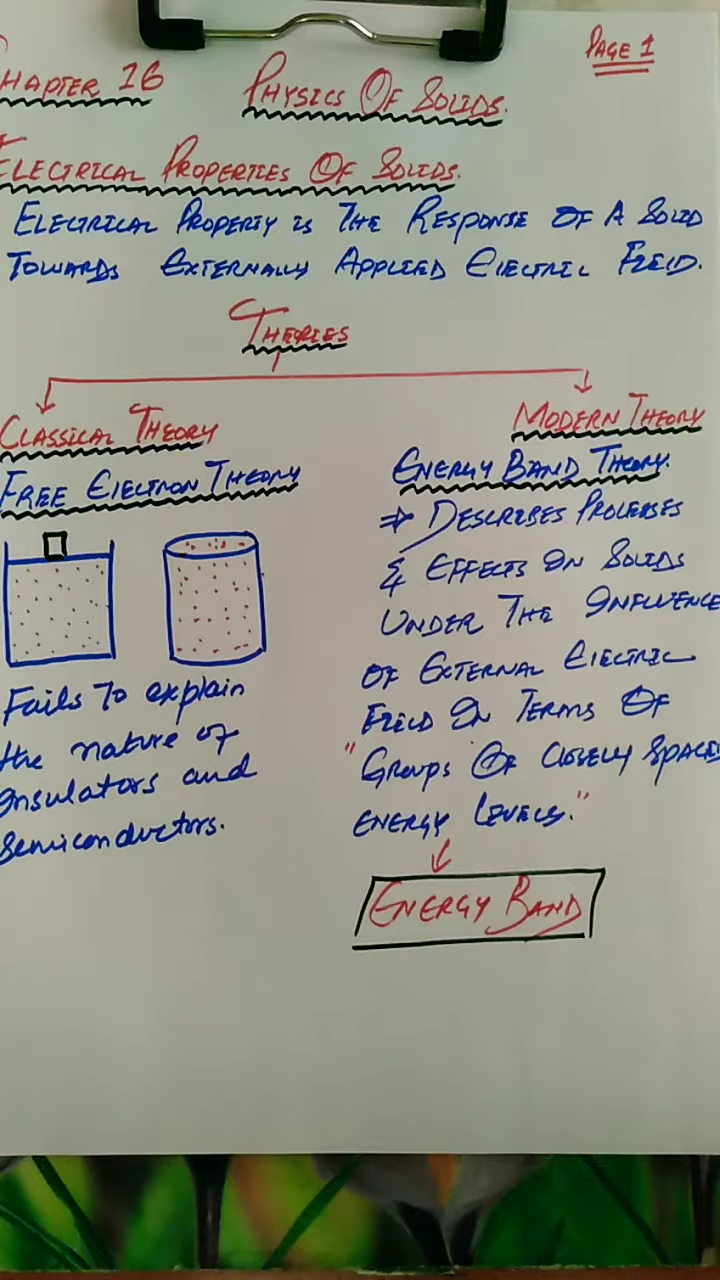 PAGE 1
HAPTER 16 PHYSICS OF SOLIDS.
ELECTRICAL PROPERTIES OF SOLIDS.
ELECTRICAL PROPERTY IS THE RESPONSE OF A SOLID
TOWARDS EXTERNALLY APPLIED ELECTRIC FIELD.
THEORIES
CLASSICAL THEORY
FREE ELECTRON THEORY
Fails To explain
the nature of
insulators and
Semiconductors.
MODERN THEORY
ENERGY BAND THEORY.
⇒ DESCRIBES PROCESSES
& EFFECTS IN SOLIDS
UNDER THE INFLUENCE
OF EXTERNAL ELECTRIC
FIELD IN TERMS OF
"GROUPS OF CLOSELY SPACED
ENERGY LEVELS."
ENERGY BAND